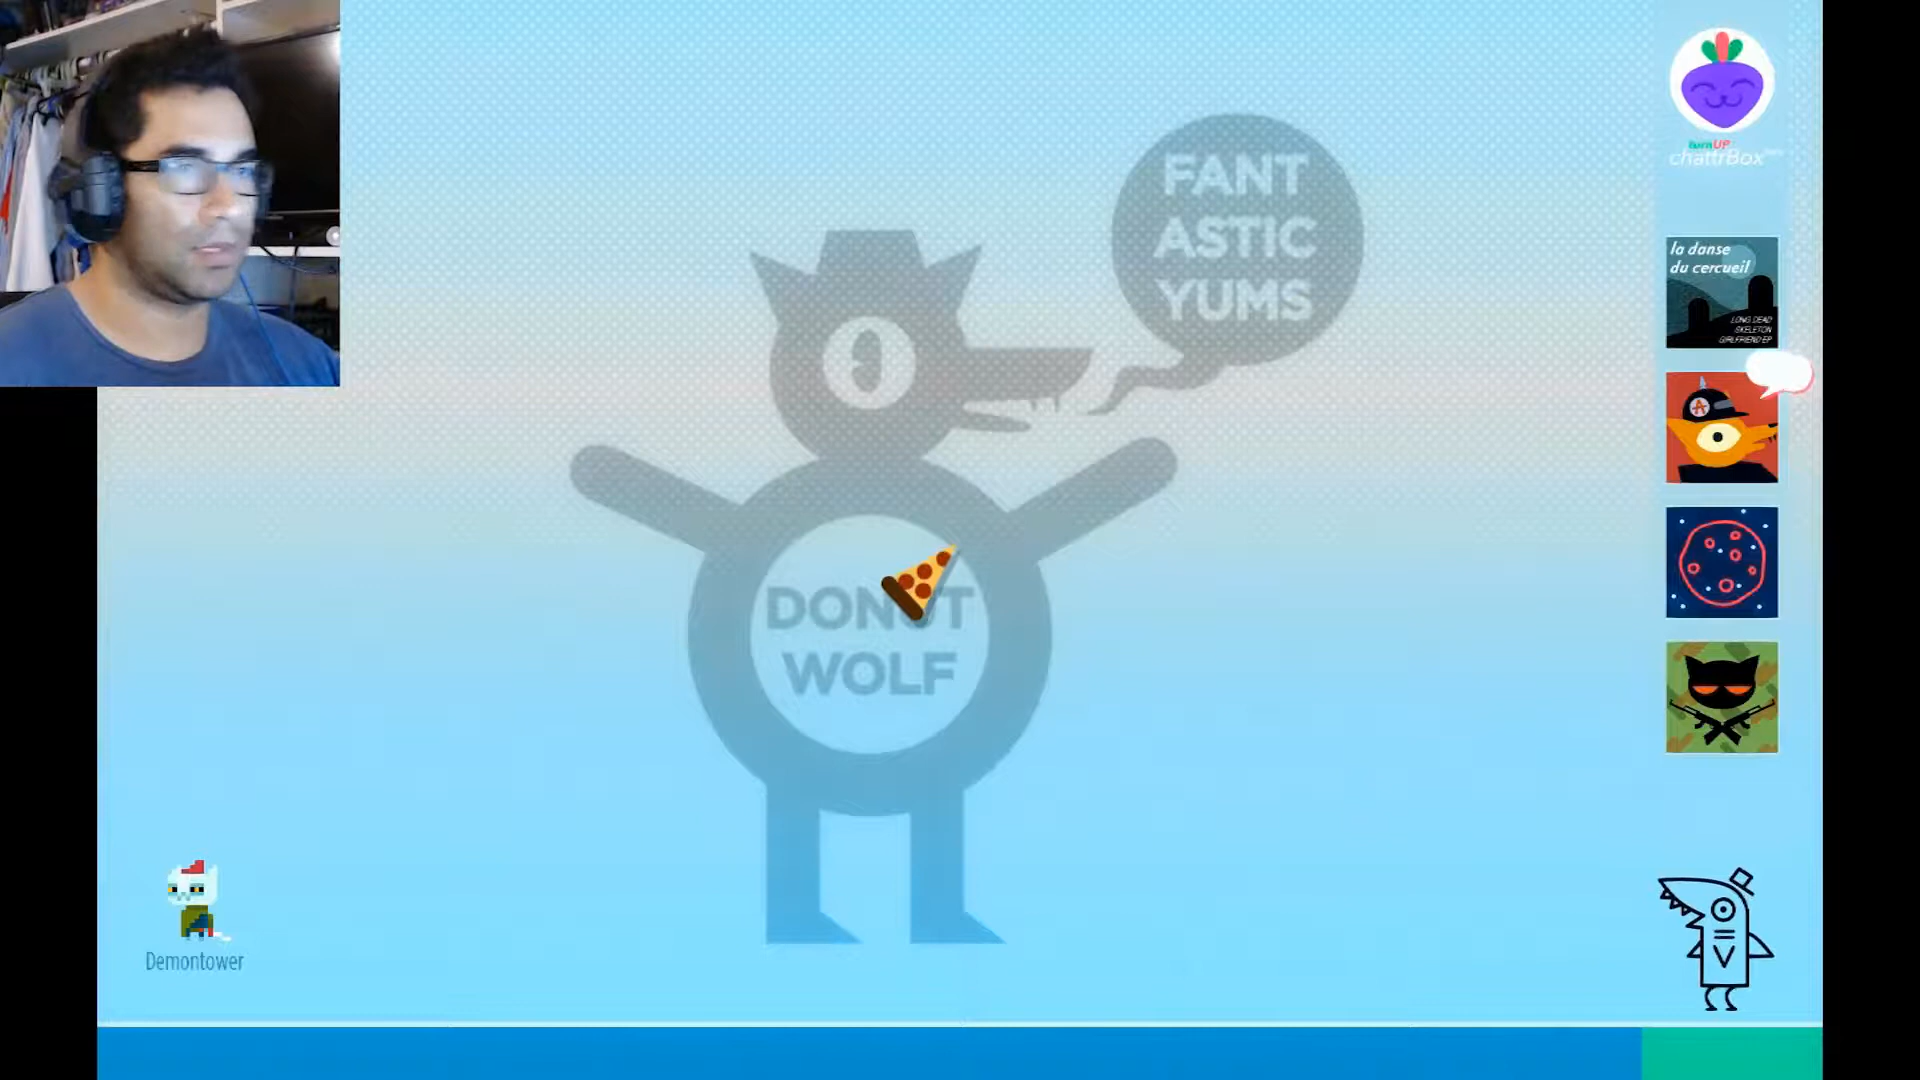 FANT
ASTIC
YUMS
turnUP
chattrBox
la danse
du cercueil
LONG DEAD
SKELETON
GIRLFRIEND EP
A
DONUT
WOLF
Demontower